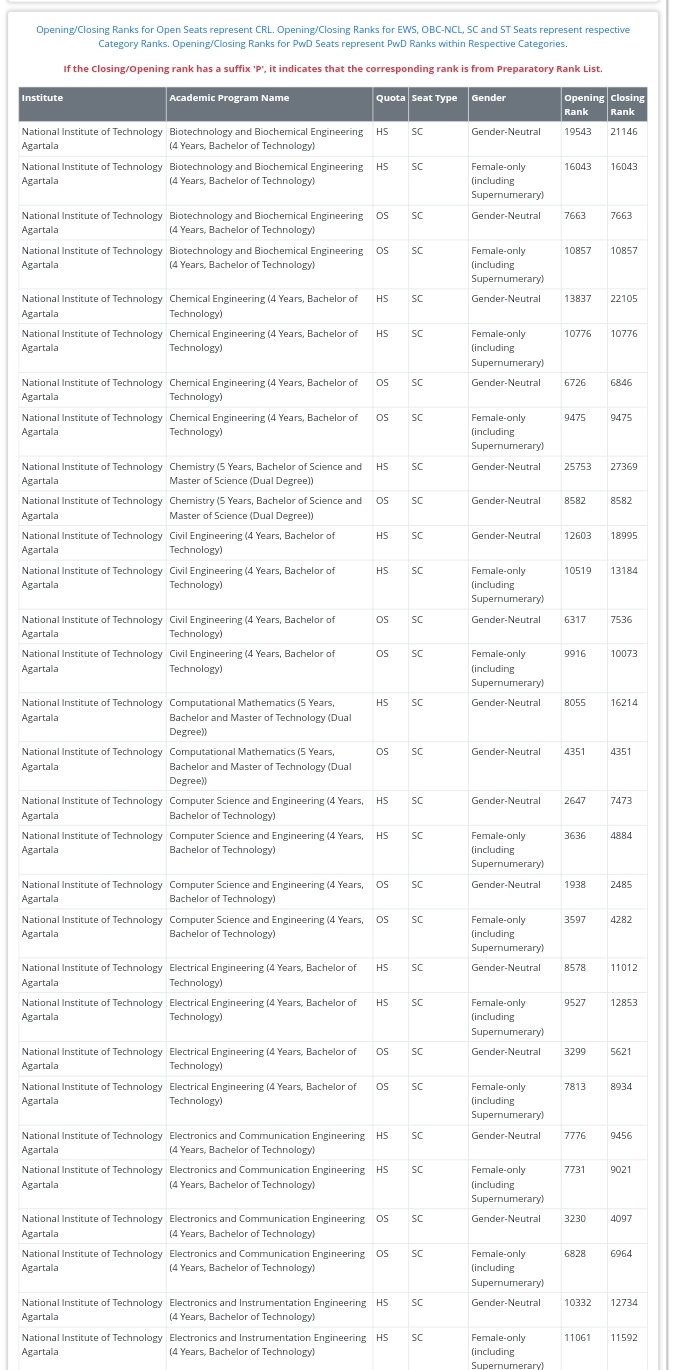 Opening/Closing Ranks for Open Seats represent CRL. Opening/Closing Ranks for EWS, OBC-NCL, SC and ST Seats represent respective
Category Ranks. Opening/Closing Ranks for PwD Seats represent PwD Ranks within Respective Categories.
If the Closing/Opening rank has a suffix 'P', it indicates that the corresponding rank is from Preparatory Rank List.
Institute Academic Program Name Quota Seat Type Gender Opening Closing
Rank Rank
National Institute of Technology Biotechnology and Biochemical Engineering HS SC Gender-Neutral 19543 21146
Agartala (4 Years, Bachelor of Technology)
National Institute of Technology Biotechnology and Biochemical Engineering HS SC Female-only 16043 16043
Agartala (4 Years, Bachelor of Technology) (including
Supernumerary)
National Institute of Technology Biotechnology and Biochemical Engineering OS SC Gender-Neutral 7663 7663
Agartala (4 Years, Bachelor of Technology)
National Institute of Technology Biotechnology and Biochemical Engineering OS SC Female-only 10857 10857
Agartala (4 Years, Bachelor of Technology) (including
Supernumerary)
National Institute of Technology Chemical Engineering (4 Years, Bachelor of HS SC Gender-Neutral 13837 22105
Agartala Technology)
National Institute of Technology Chemical Engineering (4 Years, Bachelor of HS SC Female-only 10776 10776
Agartala Technology) (including
Supernumerary)
National Institute of Technology Chemical Engineering (4 Years, Bachelor of OS SC Gender-Neutral 6726 6846
Agartala Technology)
National Institute of Technology Chemical Engineering (4 Years, Bachelor of OS SC Female-only 9475 9475
Agartala Technology) (including
Supernumerary)
National Institute of Technology Chemistry (5 Years, Bachelor of Science and HS SC Gender-Neutral 25753 27369
Agartala Master of Science (Dual Degree))
National Institute of Technology Chemistry (5 Years, Bachelor of Science and OS SC Gender-Neutral 8582 8582
Agartala Master of Science (Dual Degree))
National Institute of Technology Civil Engineering (4 Years, Bachelor of HS SC Gender-Neutral 12603 18995
Agartala Technology)
National Institute of Technology Civil Engineering (4 Years, Bachelor of HS SC Female-only 10519 13184
Agartala Technology) (including
Supernumerary)
National Institute of Technology Civil Engineering (4 Years, Bachelor of OS SC Gender-Neutral 6317 7536
Agartala Technology)
National Institute of Technology Civil Engineering (4 Years, Bachelor of OS SC Female-only 9916 10073
Agartala Technology) (including
Supernumerary)
National Institute of Technology Computational Mathematics (5 Years, HS SC Gender-Neutral 8055 16214
Agartala Bachelor and Master of Technology (Dual
Degree))
National Institute of Technology Computational Mathematics (5 Years, OS SC Gender-Neutral 4351 4351
Agartala Bachelor and Master of Technology (Dual
Degree))
National Institute of Technology Computer Science and Engineering (4 Years, HS SC Gender-Neutral 2647 7473
Agartala Bachelor of Technology)
National Institute of Technology Computer Science and Engineering (4 Years, HS SC Female-only 3636 4884
Agartala Bachelor of Technology) (including
Supernumerary)
National Institute of Technology Computer Science and Engineering (4 Years, OS SC Gender-Neutral 1938 2485
Agartala Bachelor of Technology)
National Institute of Technology Computer Science and Engineering (4 Years, OS SC Female-only 3597 4282
Agartala Bachelor of Technology) (including
Supernumerary)
National Institute of Technology Electrical Engineering (4 Years, Bachelor of HS SC Gender-Neutral 8578 11012
Agartala Technology)
National Institute of Technology Electrical Engineering (4 Years, Bachelor of HS SC Female-only 9527 12853
Agartala Technology) (including
Supernumerary)
National Institute of Technology Electrical Engineering (4 Years, Bachelor of OS SC Gender-Neutral 3299 5621
Agartala Technology)
National Institute of Technology Electrical Engineering (4 Years, Bachelor of OS SC Female-only 7813 8934
Agartala Technology) (including
Supernumerary)
National Institute of Technology Electronics and Communication Engineering HS SC Gender-Neutral 7776 9456
Agartala (4 Years, Bachelor of Technology)
National Institute of Technology Electronics and Communication Engineering HS SC Female-only 7731 9021
Agartala (4 Years, Bachelor of Technology) (including
Supernumerary)
National Institute of Technology Electronics and Communication Engineering OS SC Gender-Neutral 3230 4097
Agartala (4 Years, Bachelor of Technology)
National Institute of Technology Electronics and Communication Engineering OS SC Female-only 6828 6964
Agartala (4 Years, Bachelor of Technology) (including
Supernumerary)
National Institute of Technology Electronics and Instrumentation Engineering HS SC Gender-Neutral 10332 12734
Agartala (4 Years, Bachelor of Technology)
National Institute of Technology Electronics and Instrumentation Engineering HS SC Female-only 11061 11592
Agartala (4 Years, Bachelor of Technology) (including
Supernumerary)